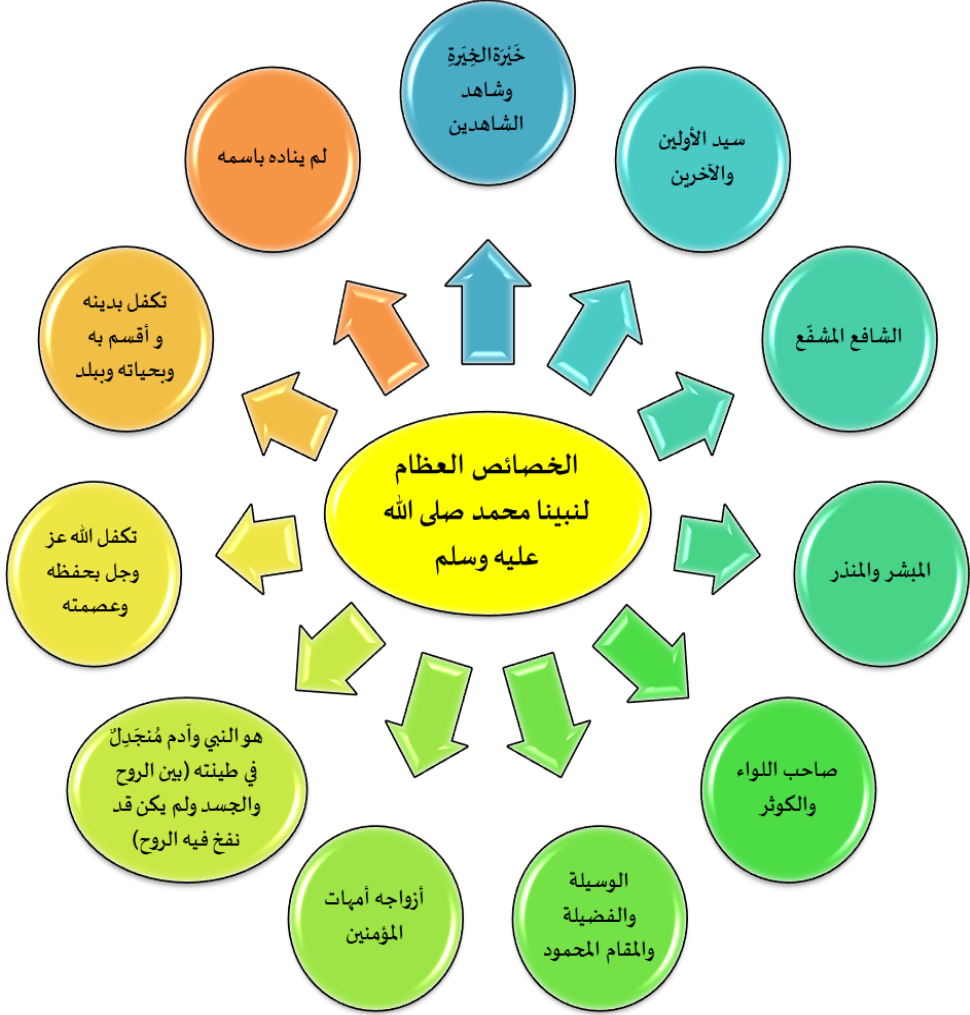 الخصائص العظام
لنبينا محمد صلى الله
عليه وسلم
خَيْرَةالخِيَرَةِ
وشاهد
الشاهدين
سيد الأولين
والآخرين
الشافع المشفّع
المبشر والمنذر
صاحب اللواء
والكوثر
الوسيلة
والفضيلة
والمقام المحمود
أزواجه أمهات
المؤمنين
هو النبي وآدم مُنجَدِلٌ
في طينته (بين الروح
والجسد ولم يكن قد
نفخ فيه الروح)
تكفل الله عز
وجل بحفظه
وعصمته
تكفل بدينه
و أقسم به
وبحياته وببلد
لم يناده باسمه